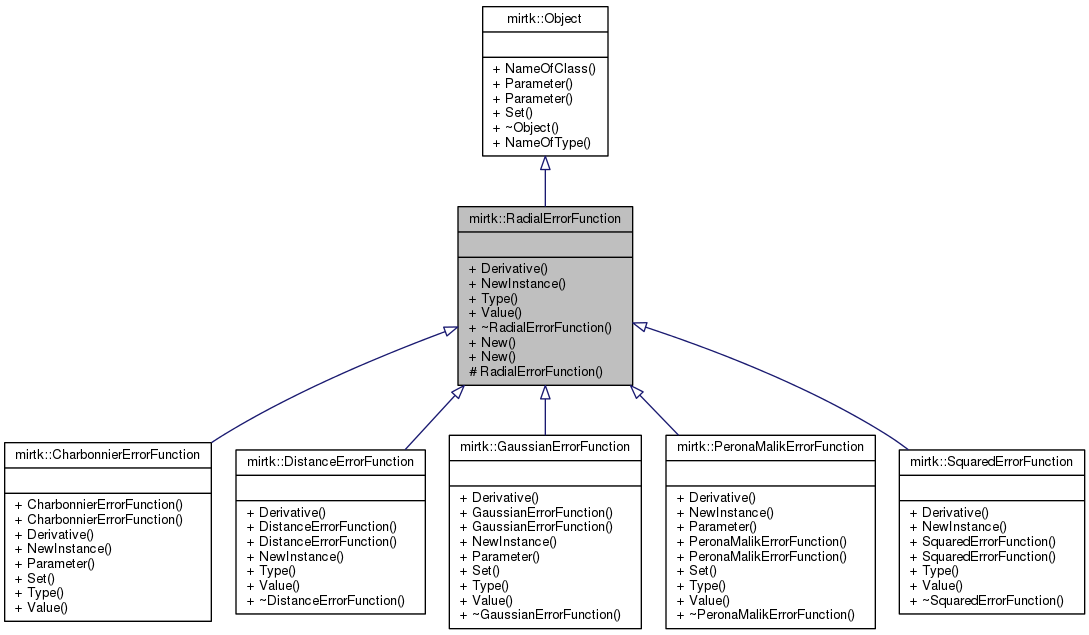 mirtk::Object
+ NameOfClass()
+ Parameter()
+ Parameter()
+ Set()
+ ~Object()
+ NameOfType()
mirtk::RadialErrorFunction
+ Derivative()
+ NewInstance()
+ Type()
+ Value()
+ ~RadialErrorFunction()
+ New()
+ New()
# RadialErrorFunction()
mirtk::CharbonnierErrorFunction
+ CharbonnierErrorFunction()
+ CharbonnierErrorFunction()
+ Derivative()
+ NewInstance()
+ Parameter()
+ Set()
+ Type()
+ Value()
mirtk::DistanceErrorFunction
+ Derivative()
+ DistanceErrorFunction()
+ DistanceErrorFunction()
+ NewInstance()
+ Type()
+ Value()
+ ~DistanceErrorFunction()
mirtk::GaussianErrorFunction
+ Derivative()
+ GaussianErrorFunction()
+ GaussianErrorFunction()
+ NewInstance()
+ Parameter()
+ Set()
+ Type()
+ Value()
+ ~GaussianErrorFunction()
mirtk::PeronaMalikErrorFunction
+ Derivative()
+ NewInstance()
+ Parameter()
+ PeronaMalikErrorFunction()
+ PeronaMalikErrorFunction()
+ Set()
+ Type()
+ Value()
+ ~PeronaMalikErrorFunction()
mirtk::SquaredErrorFunction
+ Derivative()
+ NewInstance()
+ SquaredErrorFunction()
+ SquaredErrorFunction()
+ Type()
+ Value()
+ ~SquaredErrorFunction()